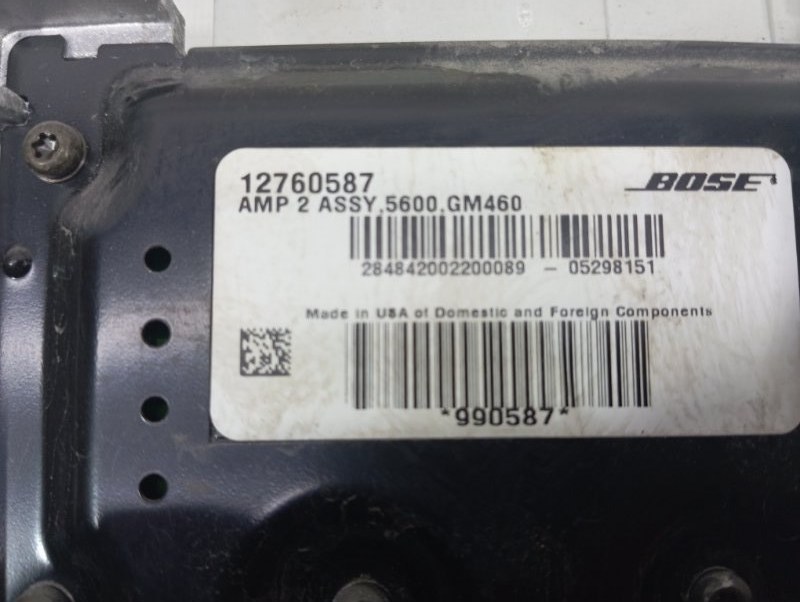 12760587
BOSE
AMP 2 ASSY,5600,GM460
284842002200089 - 05298151
Made in USA of Domestic and Foreign Components
*990587*